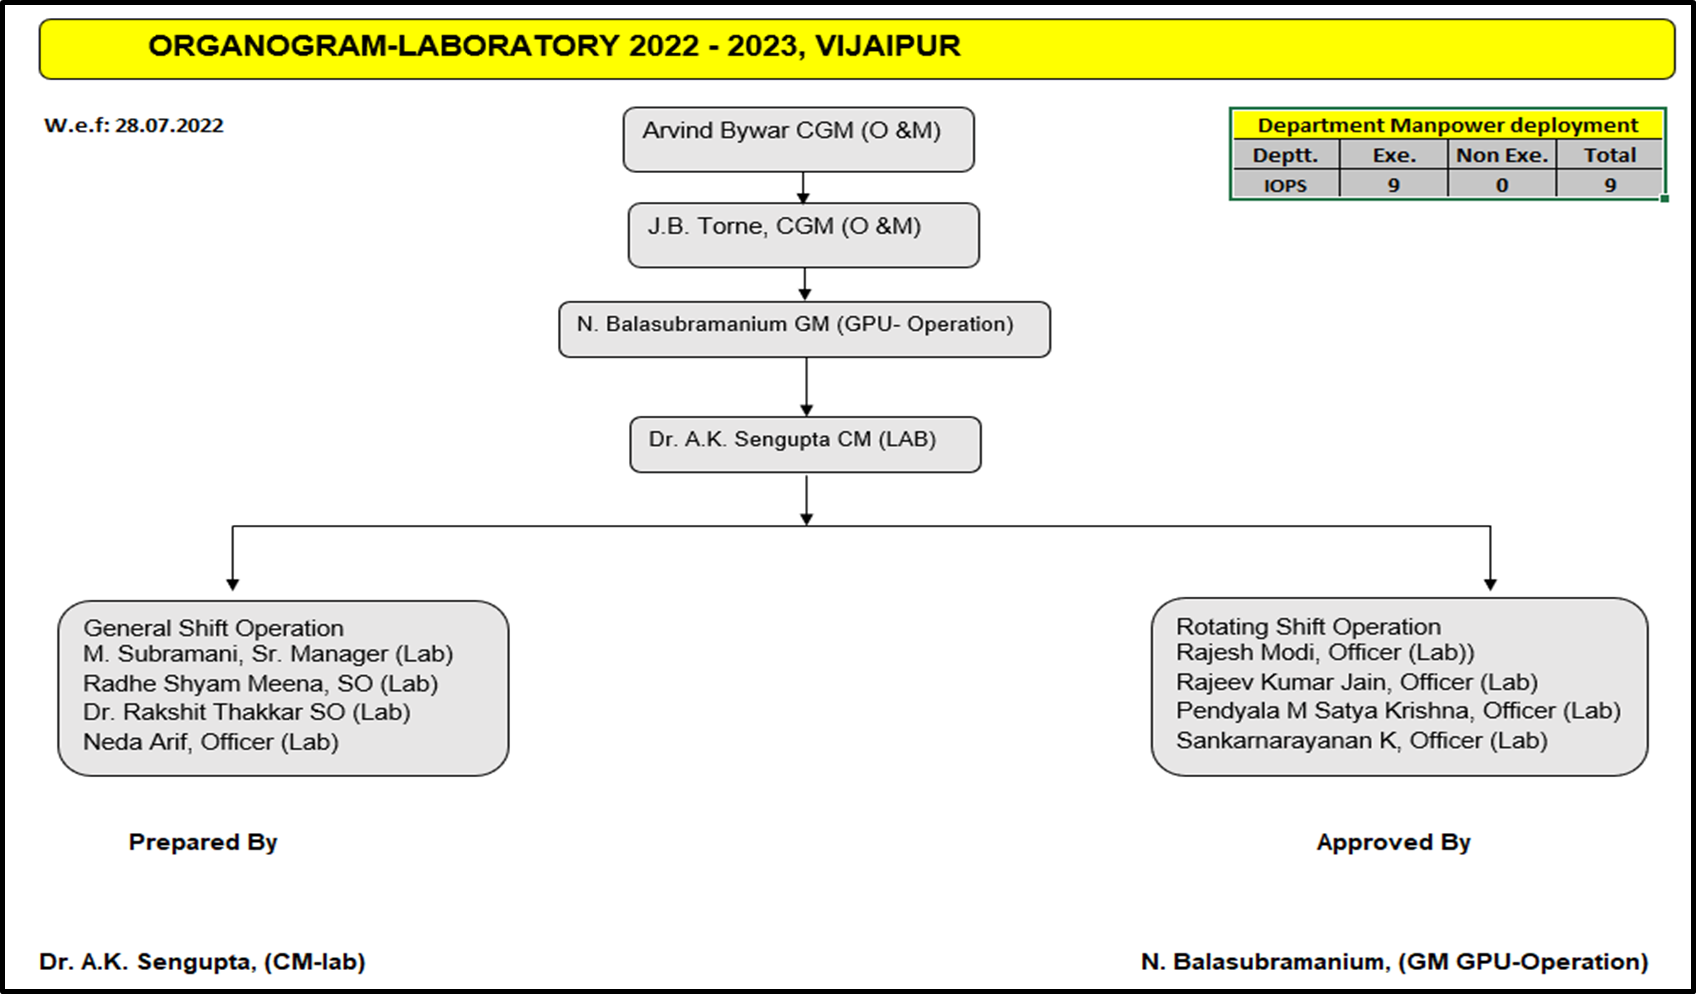 ORGANOGRAM-LABORATORY 2022 - 2023, VIJAIPUR
W.e.f: 28.07.2022
Arvind Bywar CGM (O &M)
Department Manpower deployment
Deptt. Exe. Non Exe. Total
IOPS 9 0 9
J.B. Torne, CGM (O &M)
N. Balasubramanium GM (GPU- Operation)
Dr. A.K. Sengupta CM (LAB)
General Shift Operation
M. Subramani, Sr. Manager (Lab)
Radhe Shyam Meena, SO (Lab)
Dr. Rakshit Thakkar SO (Lab)
Neda Arif, Officer (Lab)
Rotating Shift Operation
Rajesh Modi, Officer (Lab))
Rajeev Kumar Jain, Officer (Lab)
Pendyala M Satya Krishna, Officer (Lab)
Sankarnarayanan K, Officer (Lab)
Prepared By
Approved By
Dr. A.K. Sengupta, (CM-lab)
N. Balasubramanium, (GM GPU-Operation)